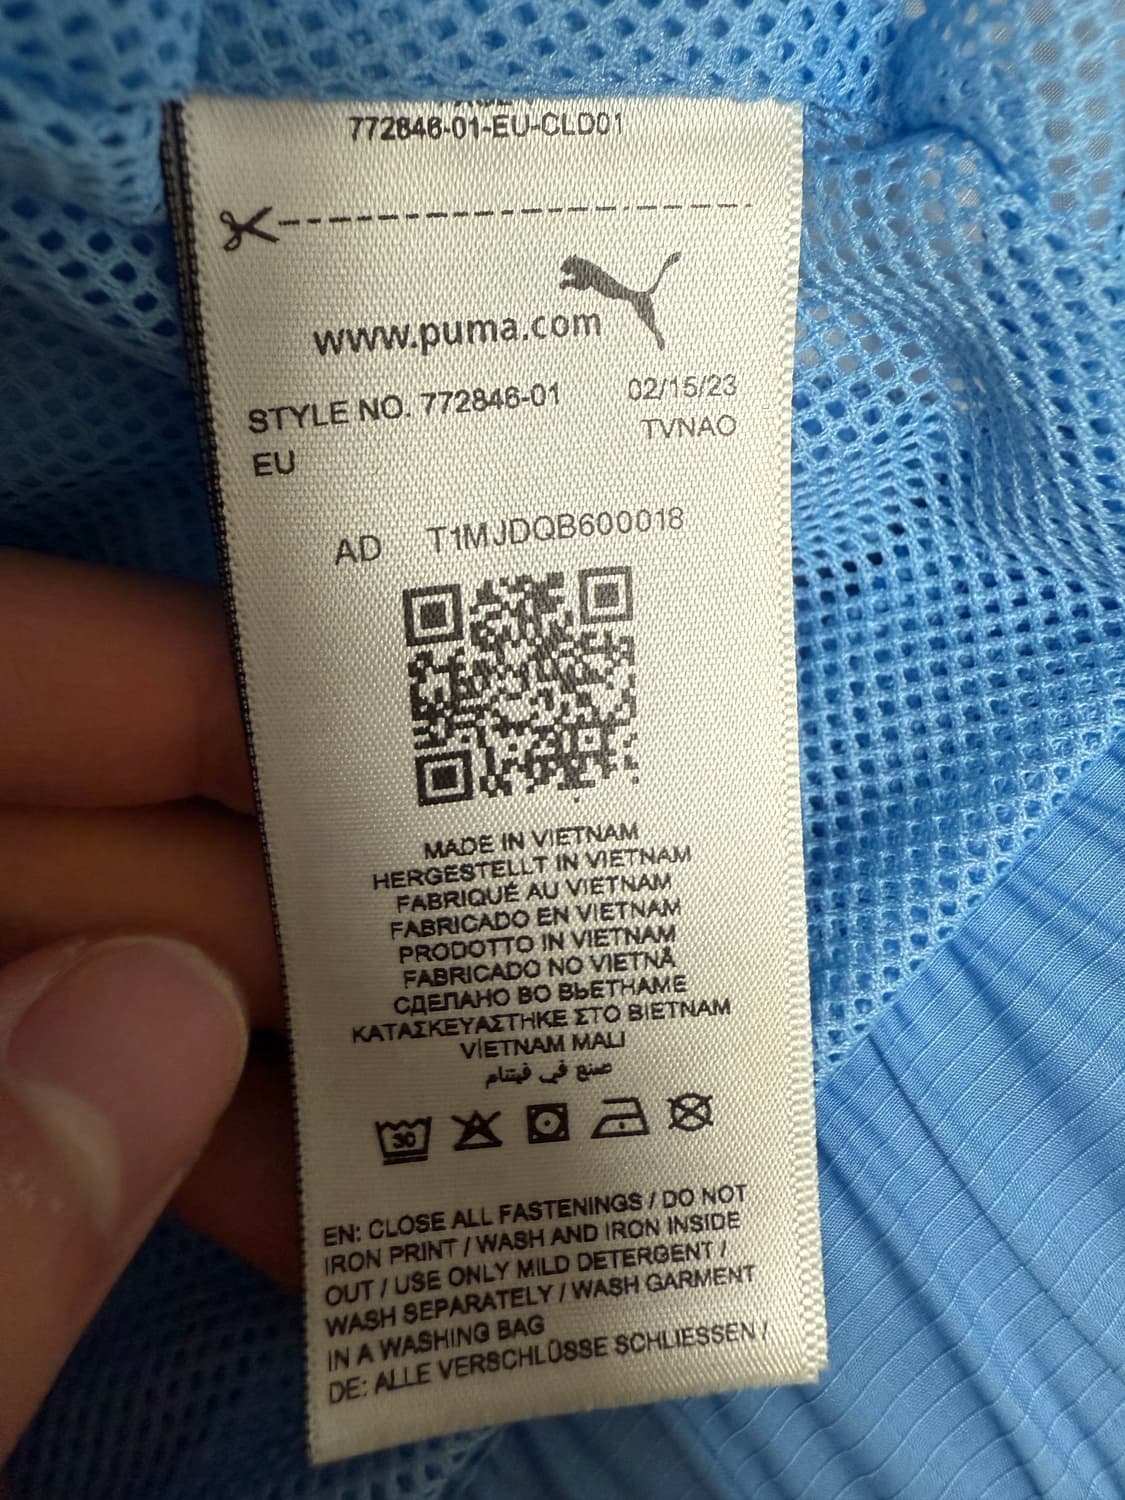 772846-01-EU-CLD01
www.puma.com
STYLE NO. 772846-01 02/15/23
EU TVNAO
AD T1MJDQB600018
MADE IN VIETNAM
HERGESTELLT IN VIETNAM
FABRIQUÉ AU VIETNAM
FABRICADO EN VIETNAM
PRODOTTO IN VIETNAM
FABRICADO NO VIETNÃ
СДЕЛАНО ВО ВЬЕТНАМЕ
ΚΑΤΑΣΚΕΥΑΣΤΗΚΕ ΣΤΟ ΒΙΕΤΝΑΜ
VİETNAM MALI
صنع في فيتنام
30
EN: CLOSE ALL FASTENINGS / DO NOT
IRON PRINT / WASH AND IRON INSIDE
OUT / USE ONLY MILD DETERGENT /
WASH SEPARATELY / WASH GARMENT
IN A WASHING BAG
DE: ALLE VERSCHLÜSSE SCHLIESSEN /